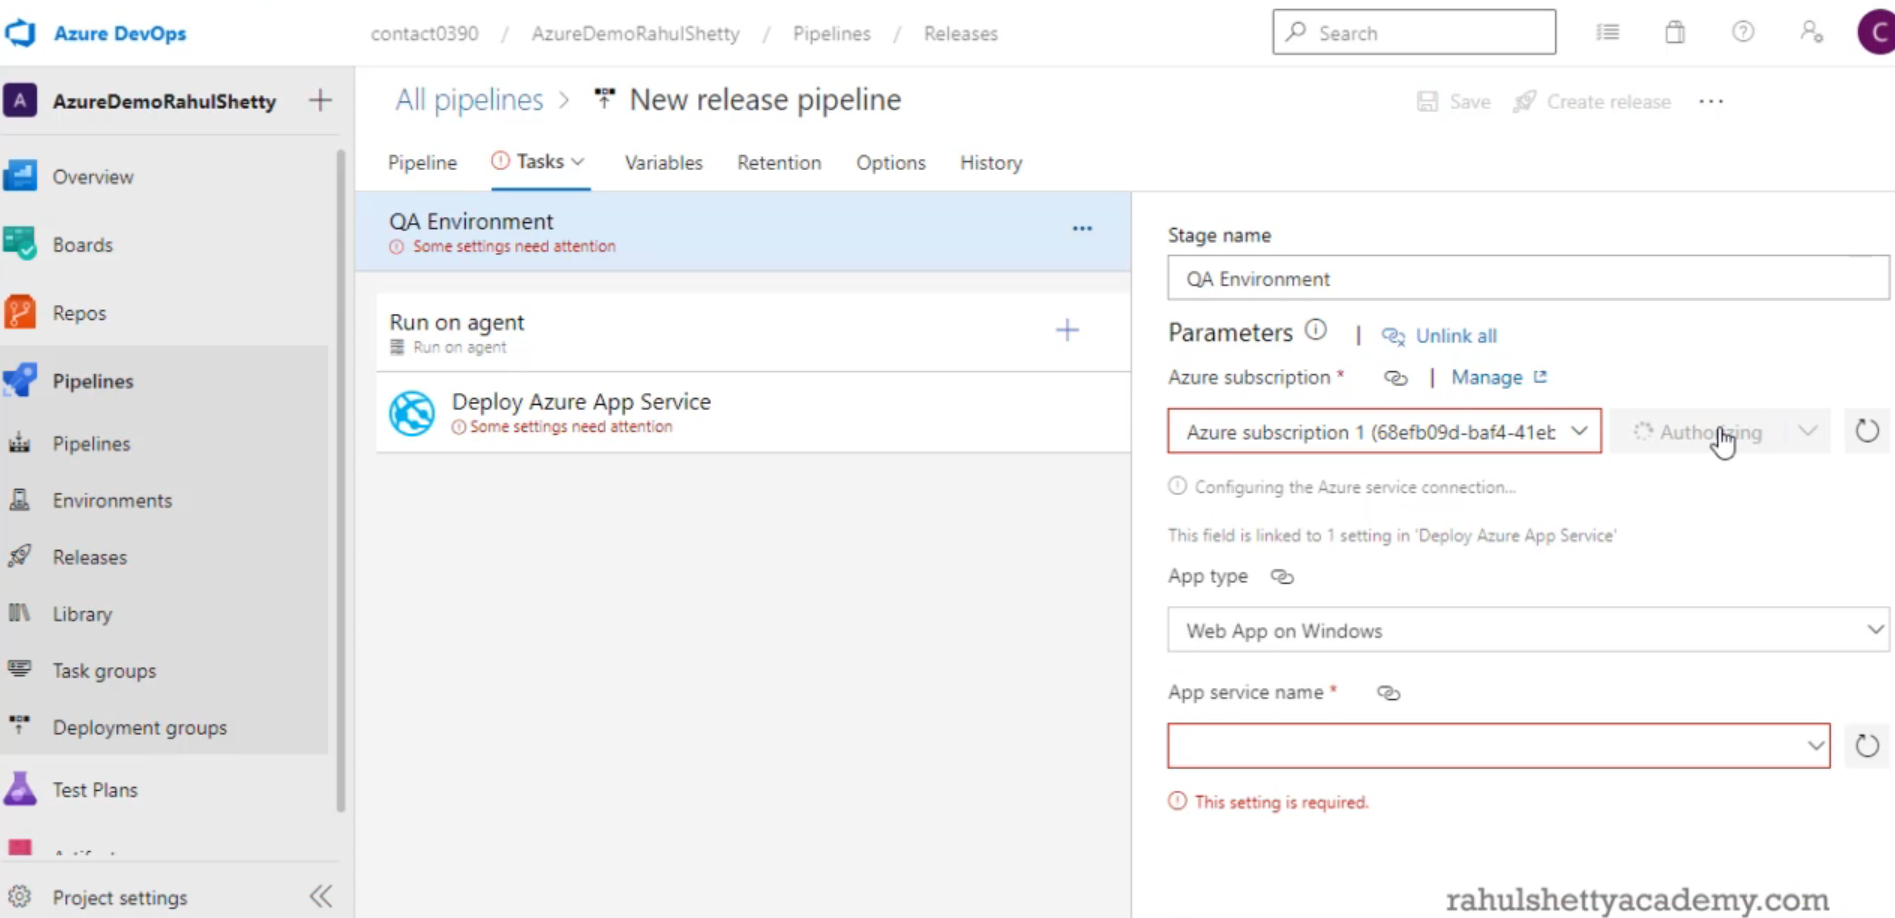 Azure DevOps
contact0390 / AzureDemoRahulShetty / Pipelines / Releases
Search
C
A AzureDemoRahulShetty
Overview
Boards
Repos
Pipelines
Pipelines
Environments
Releases
Library
Task groups
Deployment groups
Test Plans
Project settings
All pipelines > New release pipeline
Save Create release ...
Pipeline Tasks Variables Retention Options History
QA Environment
Some settings need attention
Run on agent
Run on agent
Deploy Azure App Service
Some settings need attention
Stage name
QA Environment
Parameters | Unlink all
Azure subscription * | Manage
Azure subscription 1 (68efb09d-baf4-41eb
Authorizing
Configuring the Azure service connection...
This field is linked to 1 setting in 'Deploy Azure App Service'
App type
Web App on Windows
App service name *
This setting is required.
rahulshettyacademy.com